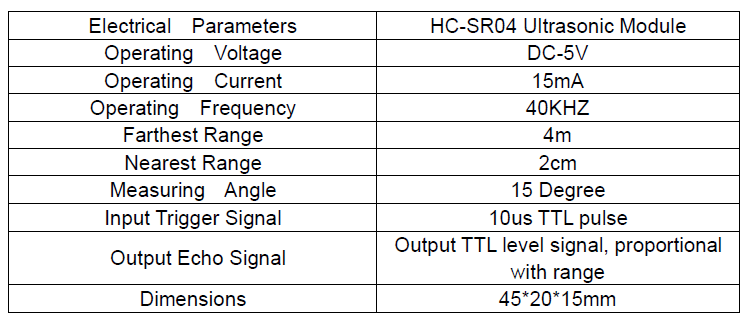 Electrical Parameters HC-SR04 Ultrasonic Module
Operating Voltage DC-5V
Operating Current 15mA
Operating Frequency 40KHZ
Farthest Range 4m
Nearest Range 2cm
Measuring Angle 15 Degree
Input Trigger Signal 10us TTL pulse
Output Echo Signal Output TTL level signal, proportional
with range
Dimensions 45*20*15mm